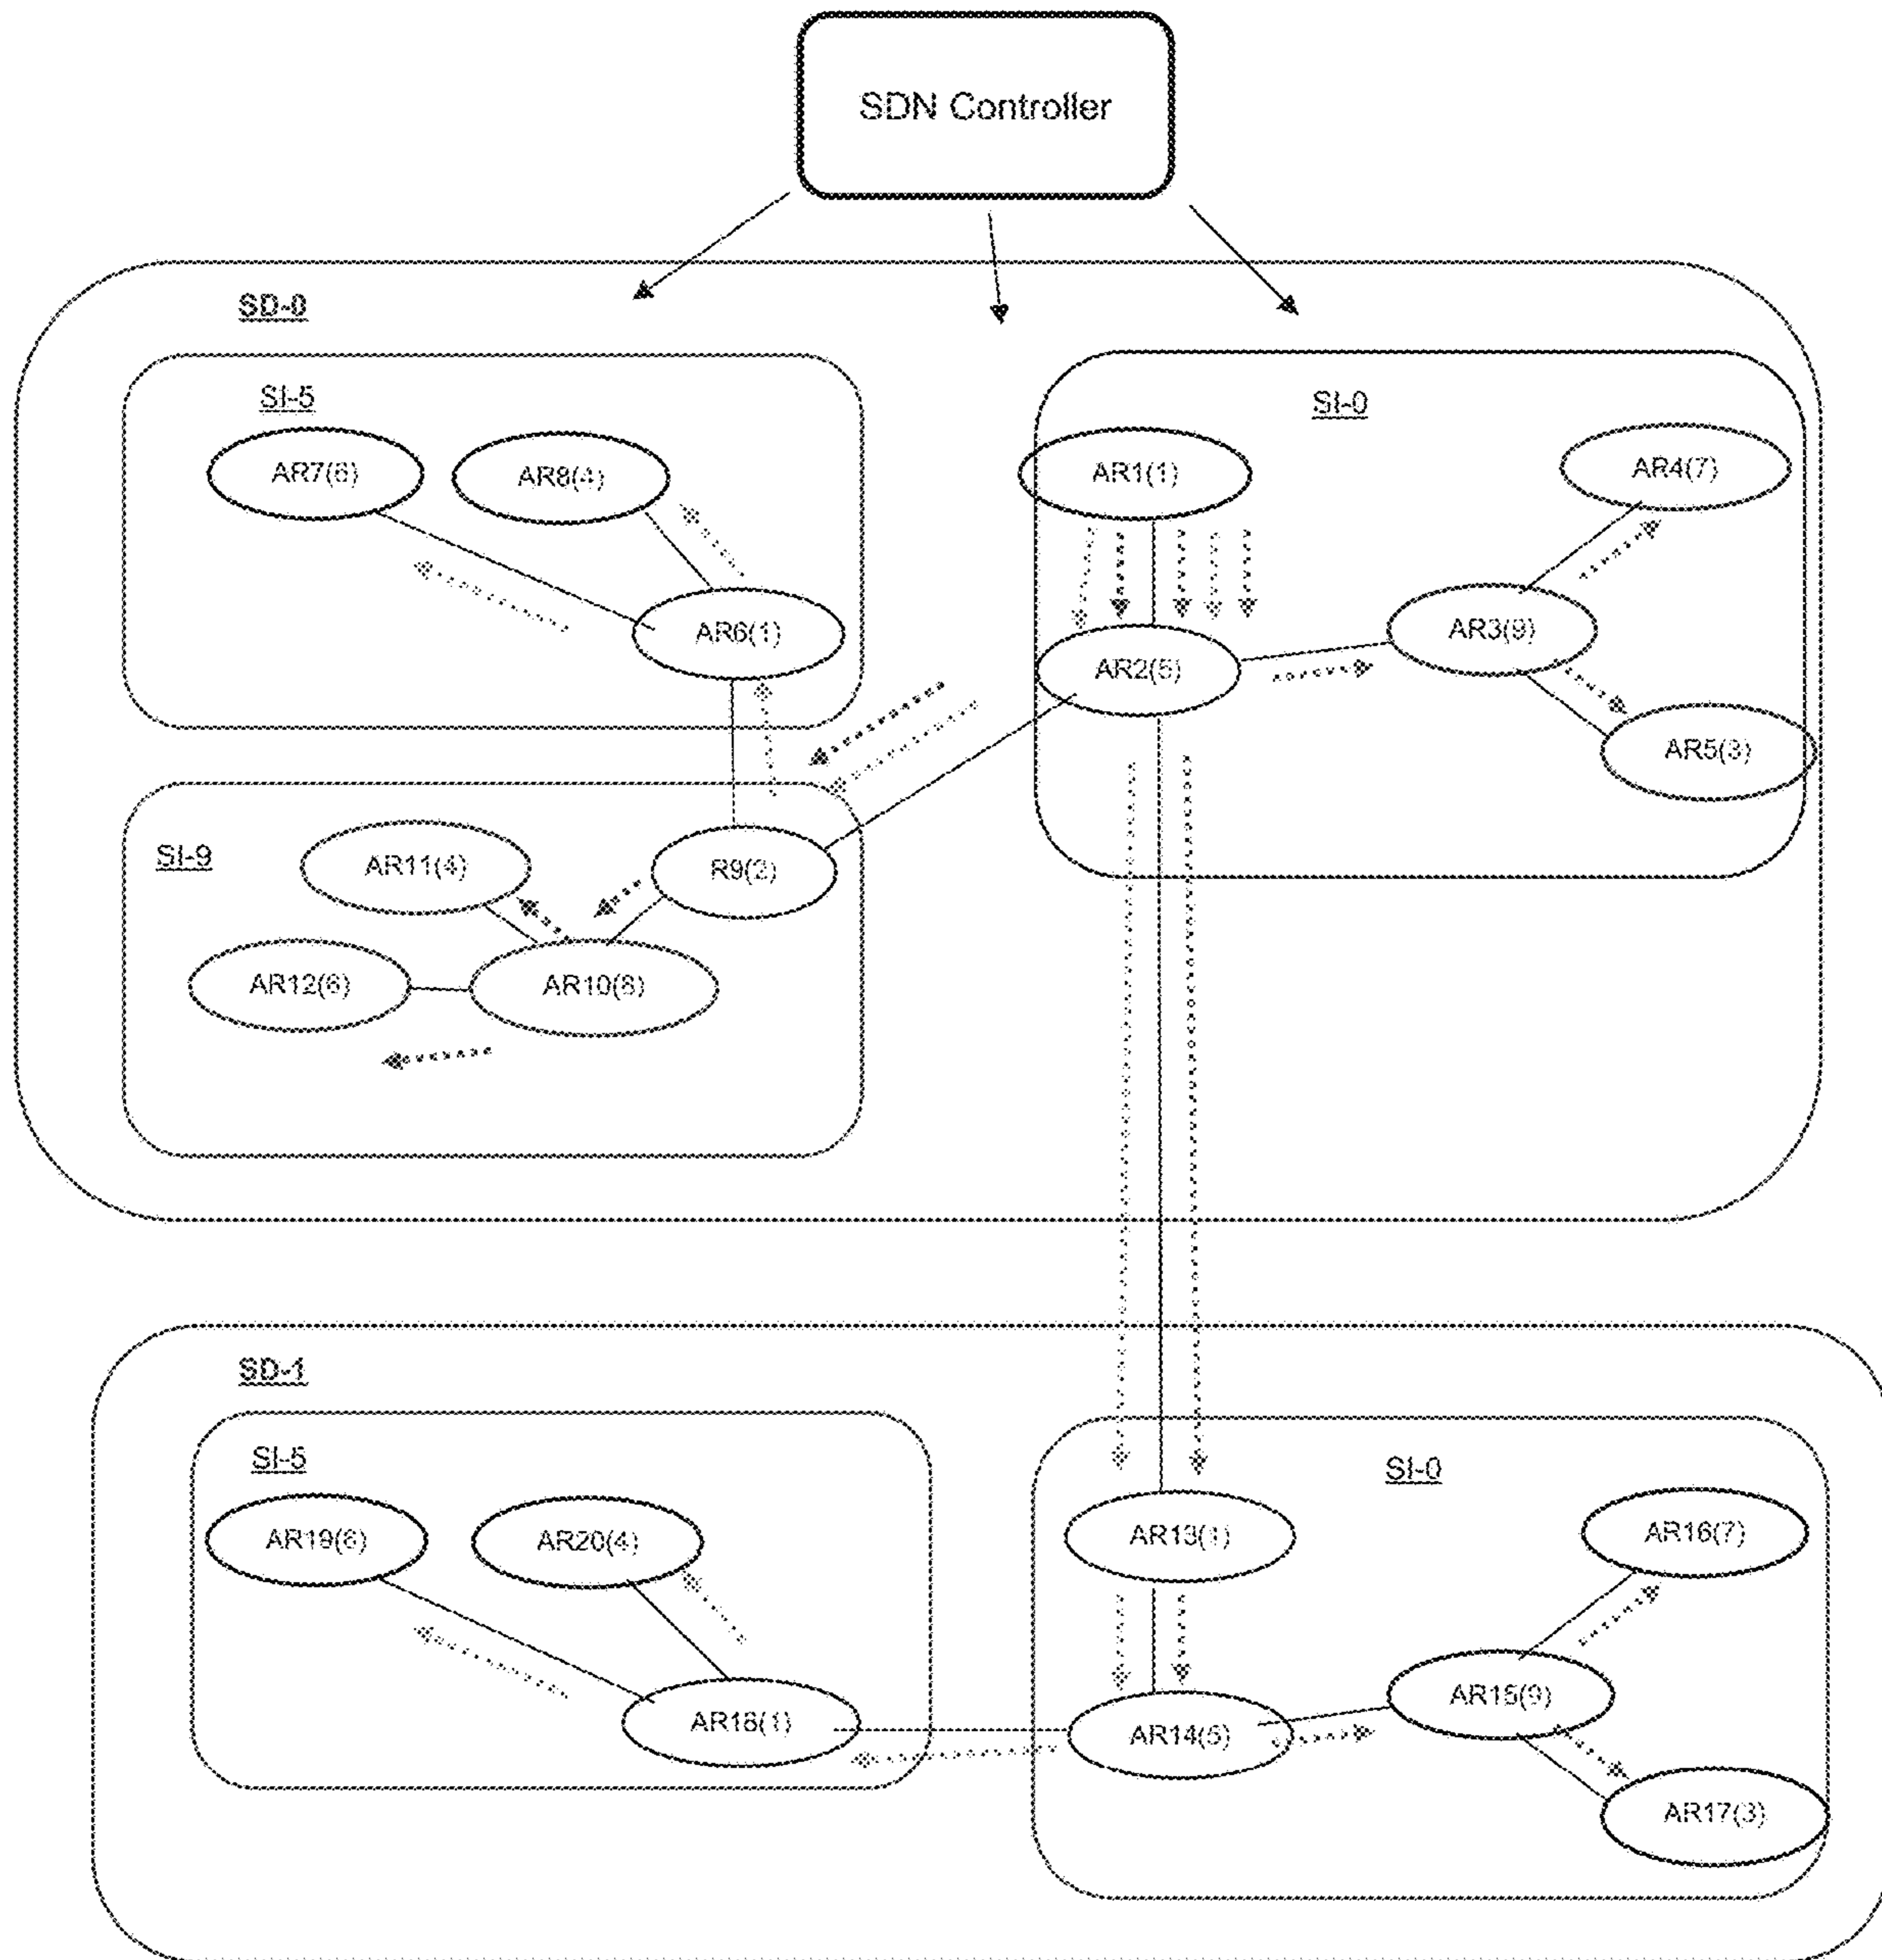 SDN Controller
SD-0
SI-5
SI-0
AR7(6)
AR8(4)
AR1(1)
AR4(7)
AR6(1)
AR2(5)
AR3(9)
AR5(3)
SI-9
AR11(4)
R9(2)
AR12(6)
AR10(8)
SD-1
SI-5
SI-0
AR19(6)
AR20(4)
AR13(1)
AR16(7)
AR18(1)
AR14(5)
AR15(9)
AR17(3)